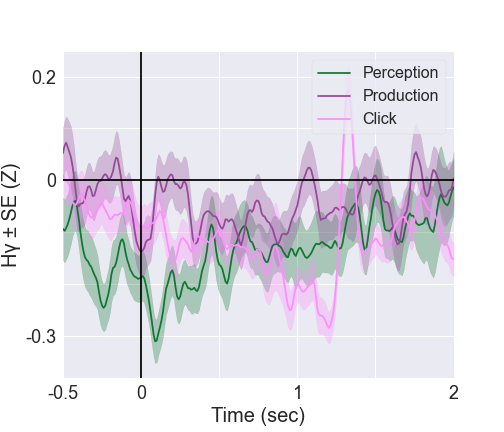 0.2
Perception
Production
Click
0
Hγ ± SE (Z)
-0.3
-0.5 0 1 2
Time (sec)